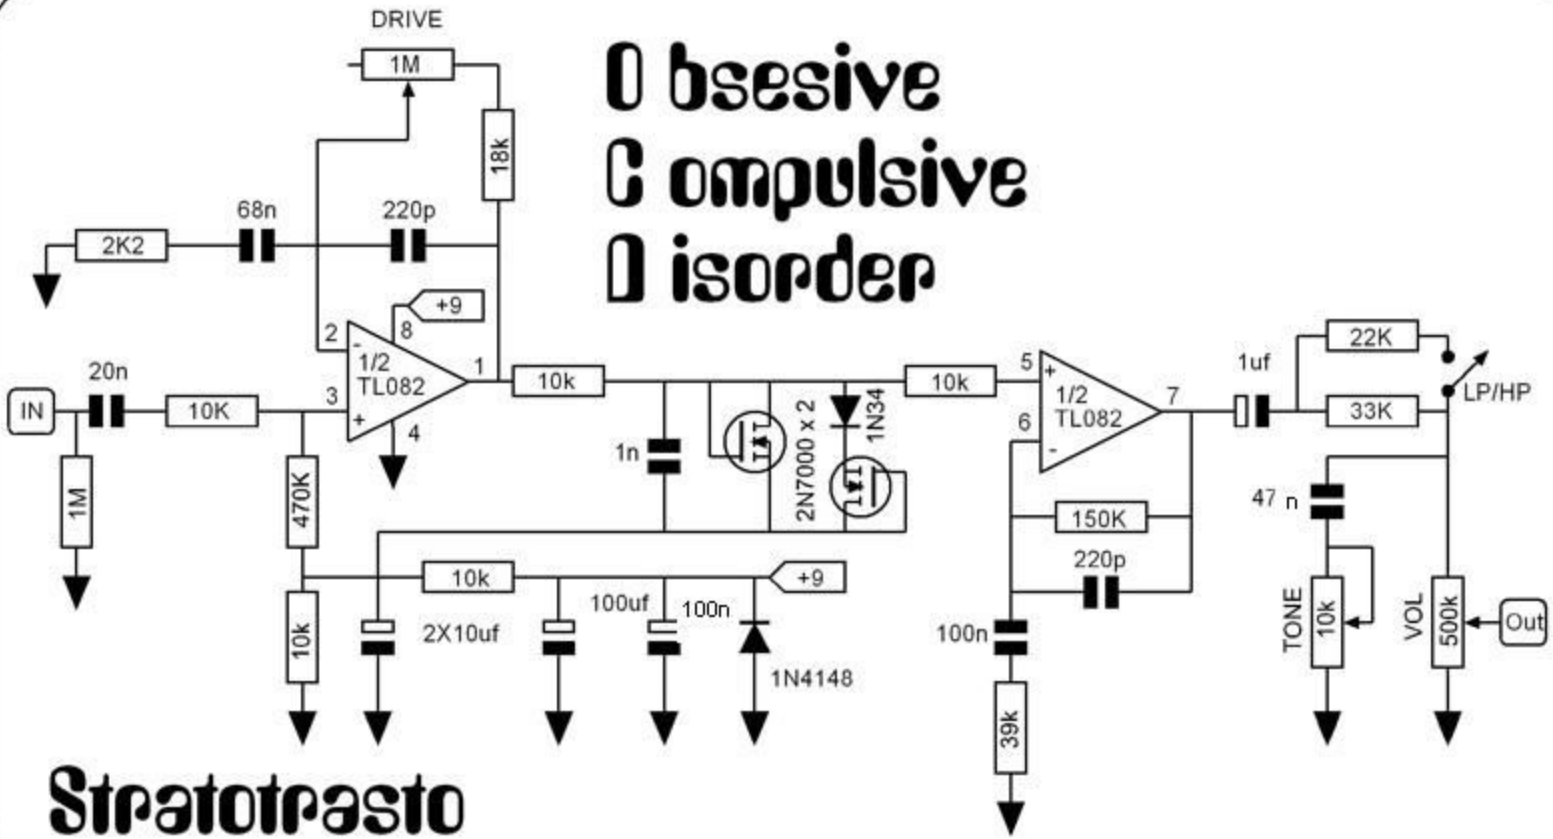 DRIVE
1M
O bsesive
C ompulsive
D isorder
18k
68n
220p
2K2
+9
2
8
-
1/2
TL082
1
3
+
4
IN
20n
10K
1M
470K
10k
10k
1n
2N7000 x 2
1N34
10k
5
+
1/2
TL082
7
6
-
1uf
22K
33K
LP/HP
150K
220p
47 n
10k
+9
2X10uf
100uf
100n
1N4148
100n
39k
TONE
10k
VOL
500k
Out
Stratotrasto